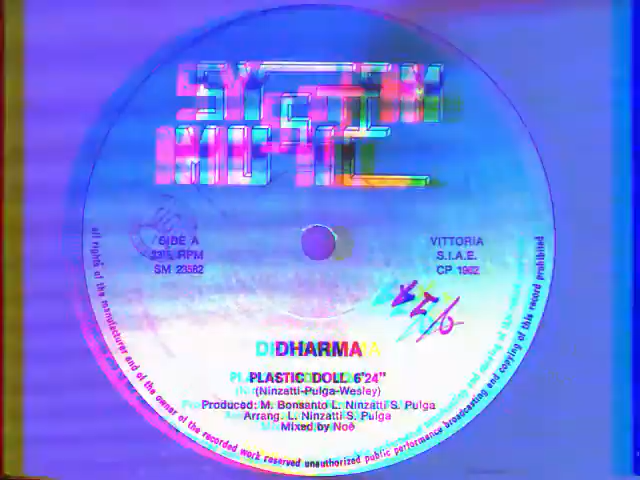 SYSTEM
MUSIC
SIDE A
33⅓ RPM
SM 23582
VITTORIA
S.I.A.E.
CP 1982
DHARMA
PLASTIC DOLL 6'24"
(Ninzatti-Pulga-Wesley)
Produced: M. Bonsanto L. Ninzatti S. Pulga
Arrang. L. Ninzatti S. Pulga
Mixed by Noè
all rights of the manufacturer and of the owner of the recorded work reserved unauthorized public performance broadcasting and copying of this record prohibited